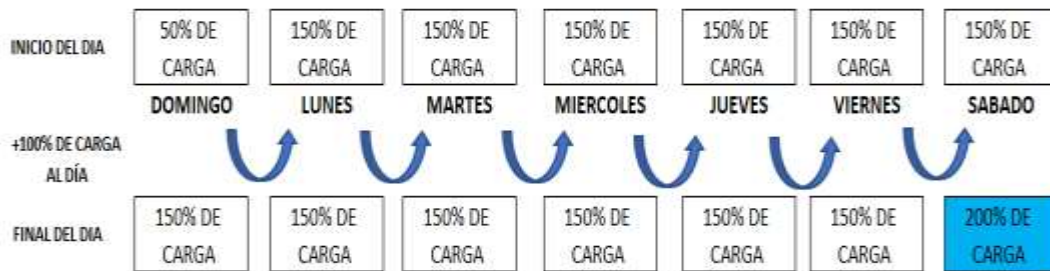 INICIO DEL DIA
50% DE CARGA
150% DE CARGA
150% DE CARGA
150% DE CARGA
150% DE CARGA
150% DE CARGA
150% DE CARGA
DOMINGO LUNES MARTES MIERCOLES JUEVES VIERNES SABADO
+100% DE CARGA
AL DÍA
FINAL DEL DIA
150% DE CARGA
150% DE CARGA
150% DE CARGA
150% DE CARGA
150% DE CARGA
150% DE CARGA
200% DE CARGA